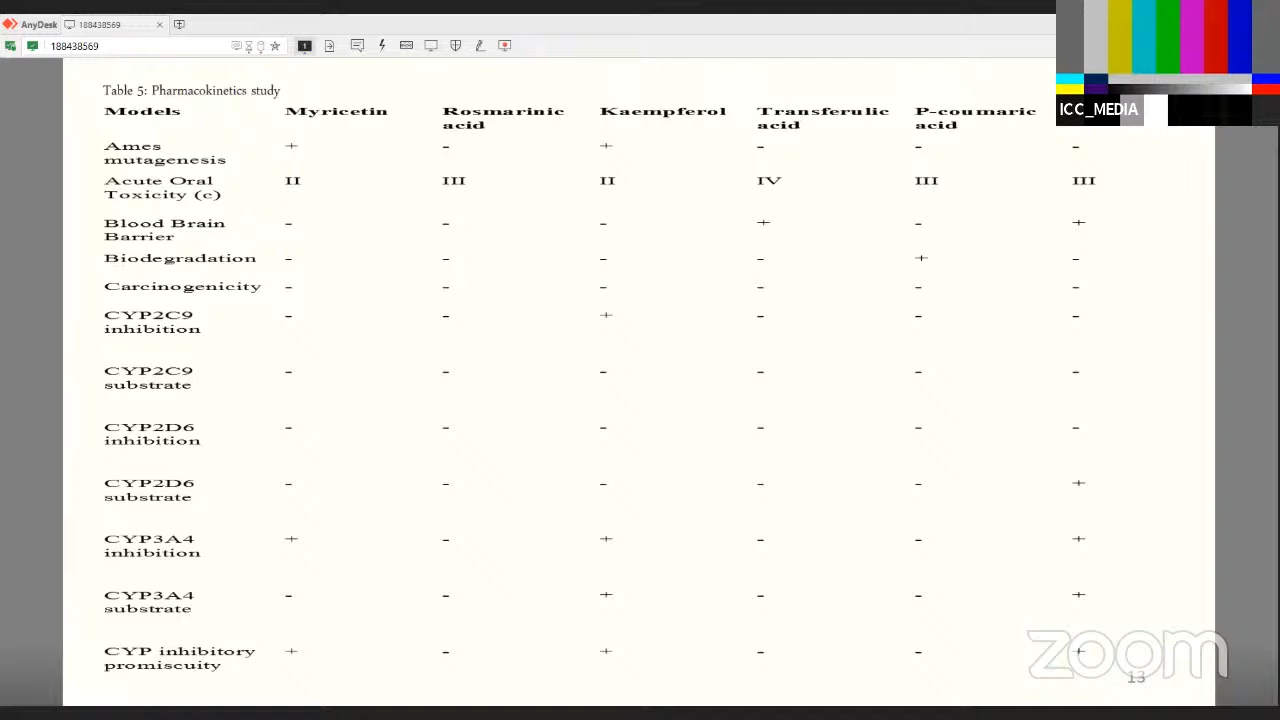 AnyDesk 188438569
188438569 1
ICC_MEDIA
Table 5: Pharmacokinetics study
Models Myricetin Rosmarinic acid Kaempferol Transferulic acid P-coumaric acid
Ames mutagenesis + - + - - -
Acute Oral Toxicity (c) II III II IV III III
Blood Brain Barrier - - - + - +
Biodegradation - - - - + -
Carcinogenicity - - - - - -
CYP2C9 inhibition - - + - - -
CYP2C9 substrate - - - - - -
CYP2D6 inhibition - - - - - -
CYP2D6 substrate - - - - - +
CYP3A4 inhibition + - + - - +
CYP3A4 substrate - - + - - +
CYP inhibitory promiscuity + - + - - +
zoom
13